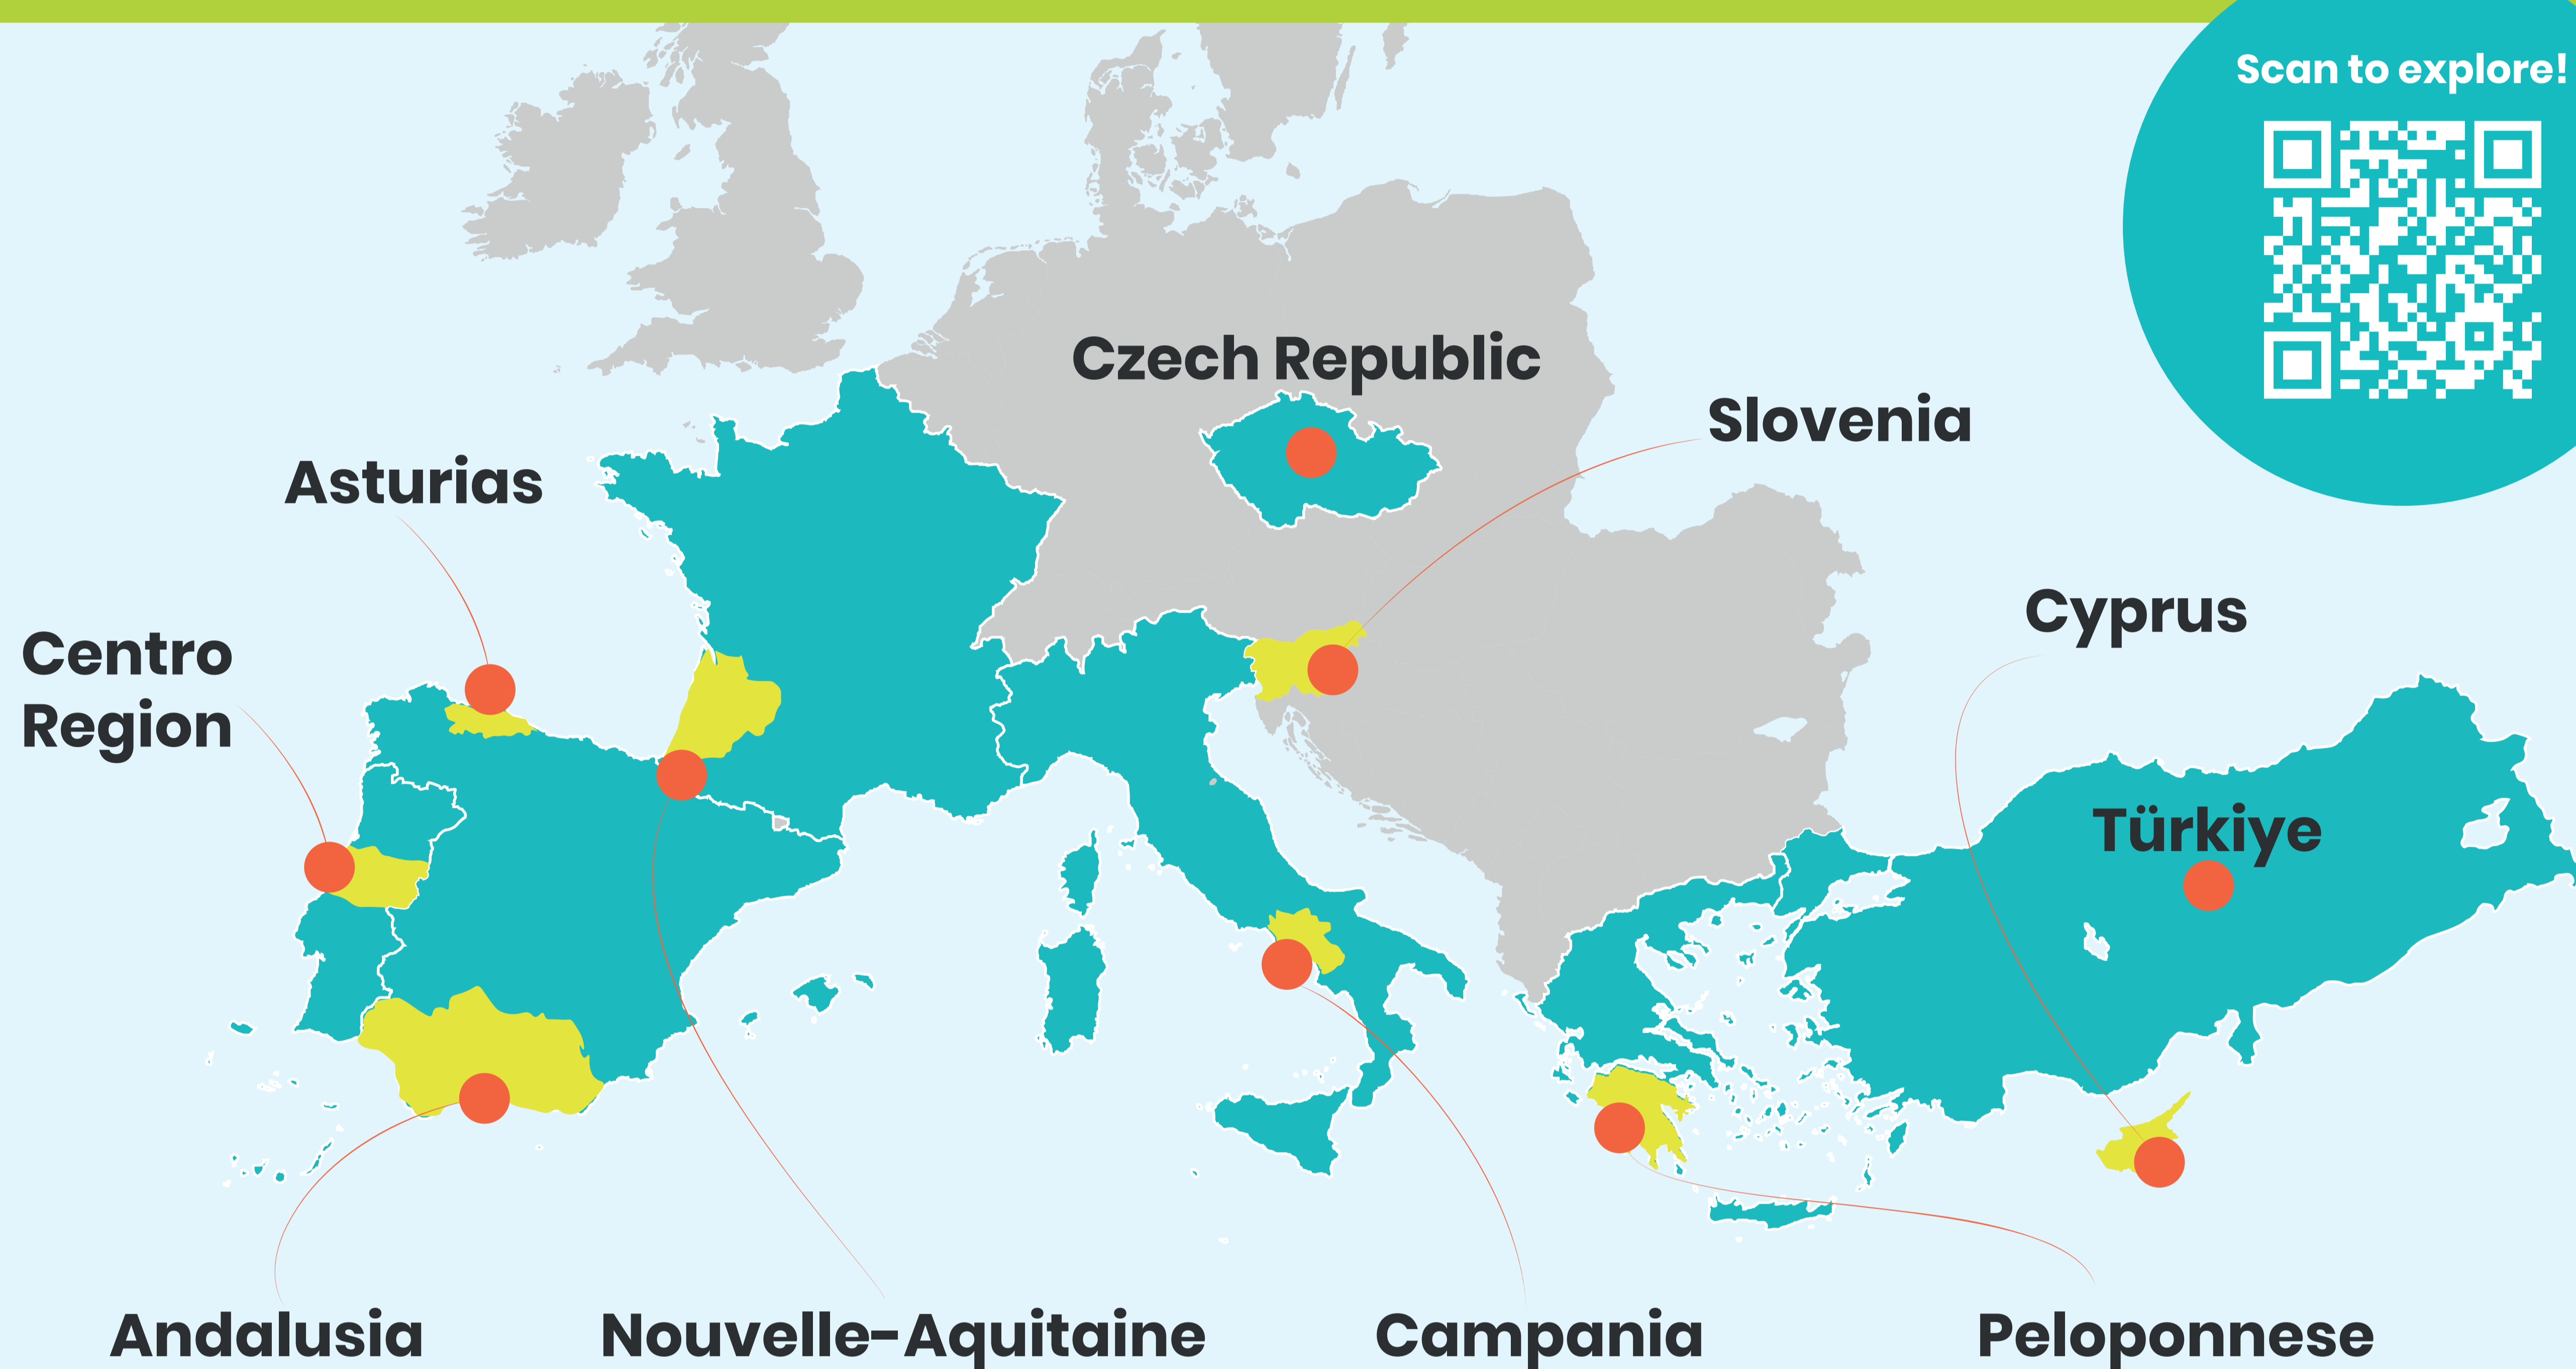 Scan to explore!
Czech Republic
Slovenia
Asturias
Cyprus
Centro
Region
Türkiye
Andalusia
Nouvelle-Aquitaine
Campania
Peloponnese